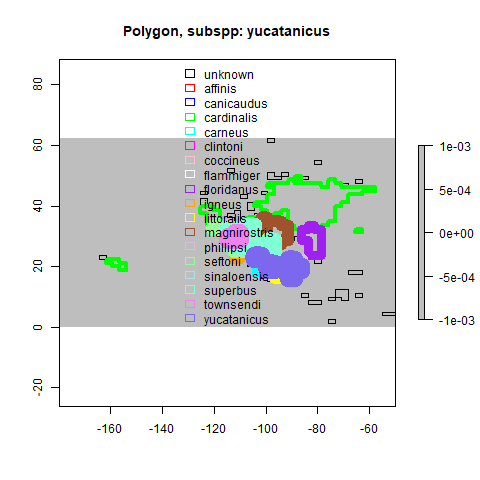 Polygon, subspp: yucatanicus
unknown
affinis
canicaudus
cardinalis
carneus
clintoni
coccineus
flammiger
floridanus
igneus
littoralis
magnirostris
phillipsi
seftoni
sinaloensis
superbus
townsendi
yucatanicus
80
60
40
20
0
-20
-160
-140
-120
-100
-80
-60
1e-03
5e-04
0e+00
-5e-04
-1e-03